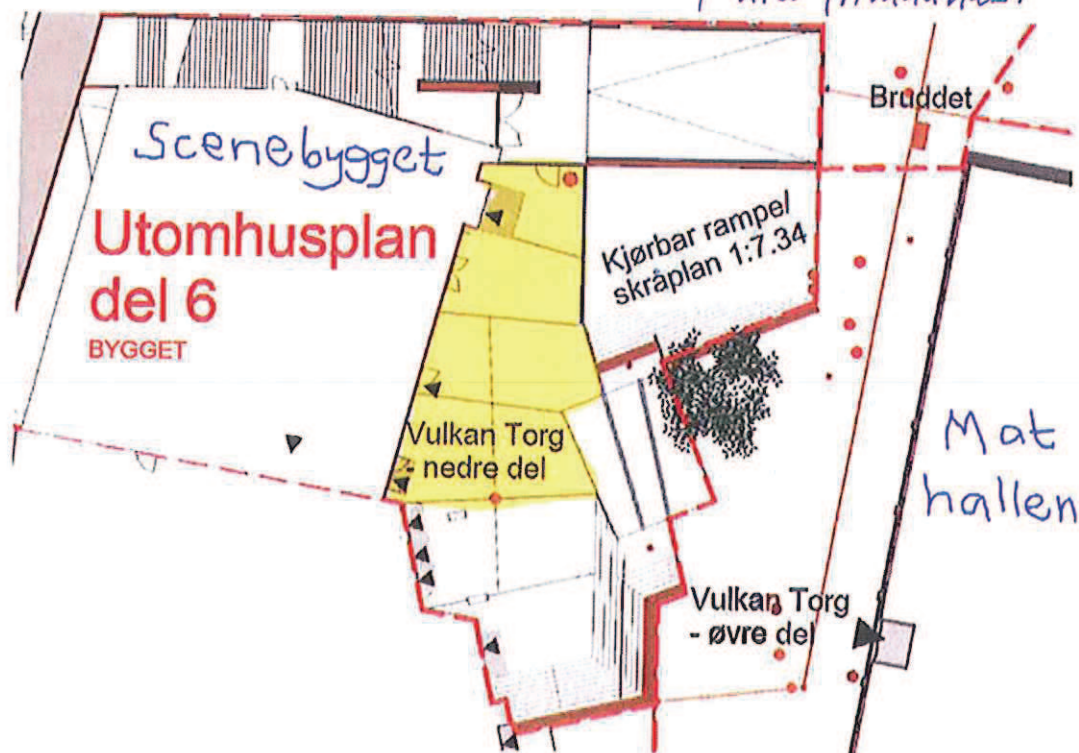 Bruddet
Scenebygget
Utomhusplan
del 6
BYGGET
Kjørbar rampel
skråplan 1:7.34
Vulkan Torg
- nedre del
Mat
hallen
Vulkan Torg
- øvre del